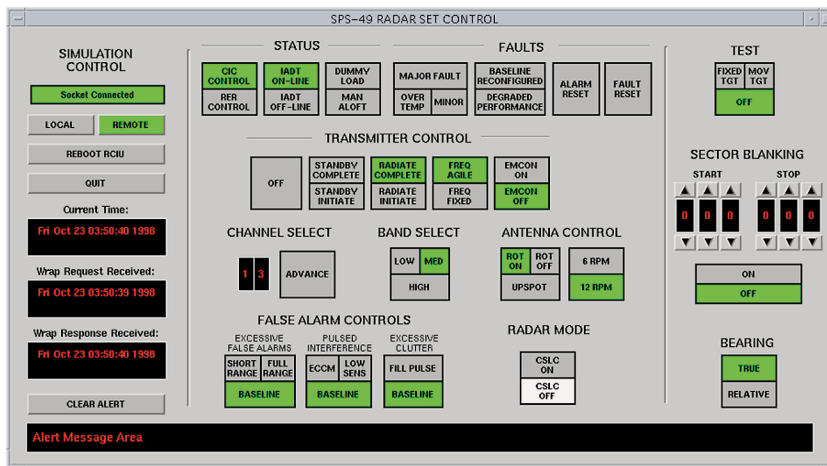 SPS-49 RADAR SET CONTROL
SIMULATION
CONTROL
Socket Connected
LOCAL
REMOTE
REBOOT RCIU
QUIT
Current Time:
Fri Oct 23 03:50:40 1998
Wrap Request Received:
Fri Oct 23 03:50:39 1998
Wrap Response Received:
Fri Oct 23 03:50:40 1998
CLEAR ALERT
STATUS
CIC
CONTROL
RER
CONTROL
IADT
ON-LINE
IADT
OFF-LINE
DUMMY
LOAD
MAN
ALOFT
FAULTS
MAJOR FAULT
OVER
TEMP
MINOR
BASELINE
RECONFIGURED
DEGRADED
PERFORMANCE
ALARM
RESET
FAULT
RESET
TRANSMITTER CONTROL
OFF
STANDBY
COMPLETE
STANDBY
INITIATE
RADIATE
COMPLETE
RADIATE
INITIATE
FREQ
AGILE
FREQ
FIXED
EMCON
ON
EMCON
OFF
CHANNEL SELECT
1 3
ADVANCE
BAND SELECT
LOW
MED
HIGH
ANTENNA CONTROL
ROT
ON
ROT
OFF
UPSPOT
6 RPM
12 RPM
FALSE ALARM CONTROLS
EXCESSIVE
FALSE ALARMS
SHORT
RANGE
FULL
RANGE
BASELINE
PULSED
INTERFERENCE
ECCM
LOW
SENS
BASELINE
EXCESSIVE
CLUTTER
FILL PULSE
BASELINE
RADAR MODE
CSLC
ON
CSLC
OFF
TEST
FIXED
TGT
MOV
TGT
OFF
SECTOR BLANKING
START
0 0 0
STOP
0 0 0
ON
OFF
BEARING
TRUE
RELATIVE
Alert Message Area